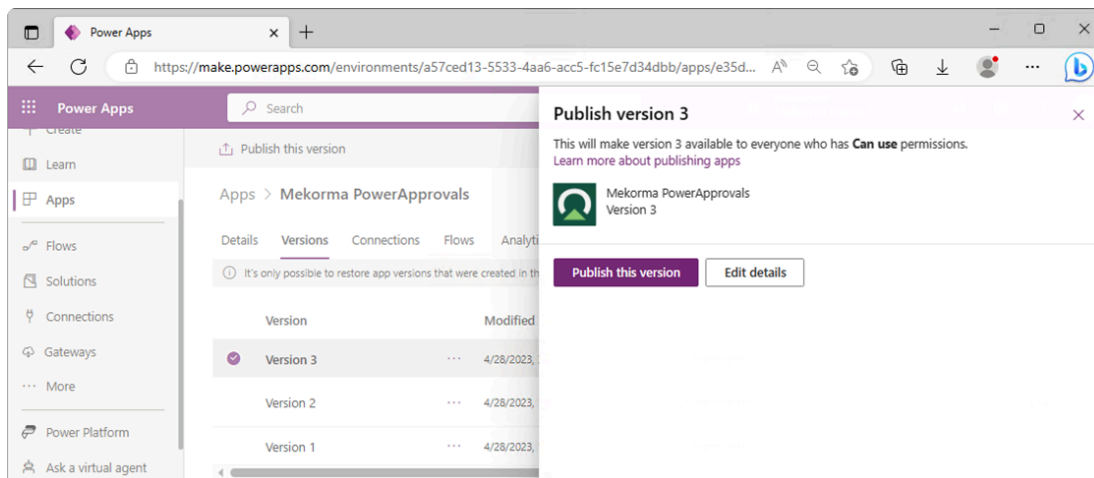 Power Apps
https://make.powerapps.com/environments/a57ced13-5533-4aa6-acc5-fc15e7d34dbb/apps/e35d...
Power Apps
Search
Create
Learn
Apps
Flows
Solutions
Connections
Gateways
More
Power Platform
Ask a virtual agent
Publish this version
Apps > Mekorma PowerApprovals
Details Versions Connections Flows Analyti
It's only possible to restore app versions that were created in th
Version Modified
Version 3 ... 4/28/2023,
Version 2 ... 4/28/2023,
Version 1 ... 4/28/2023,
Publish version 3
This will make version 3 available to everyone who has Can use permissions.
Learn more about publishing apps
Mekorma PowerApprovals
Version 3
Publish this version Edit details